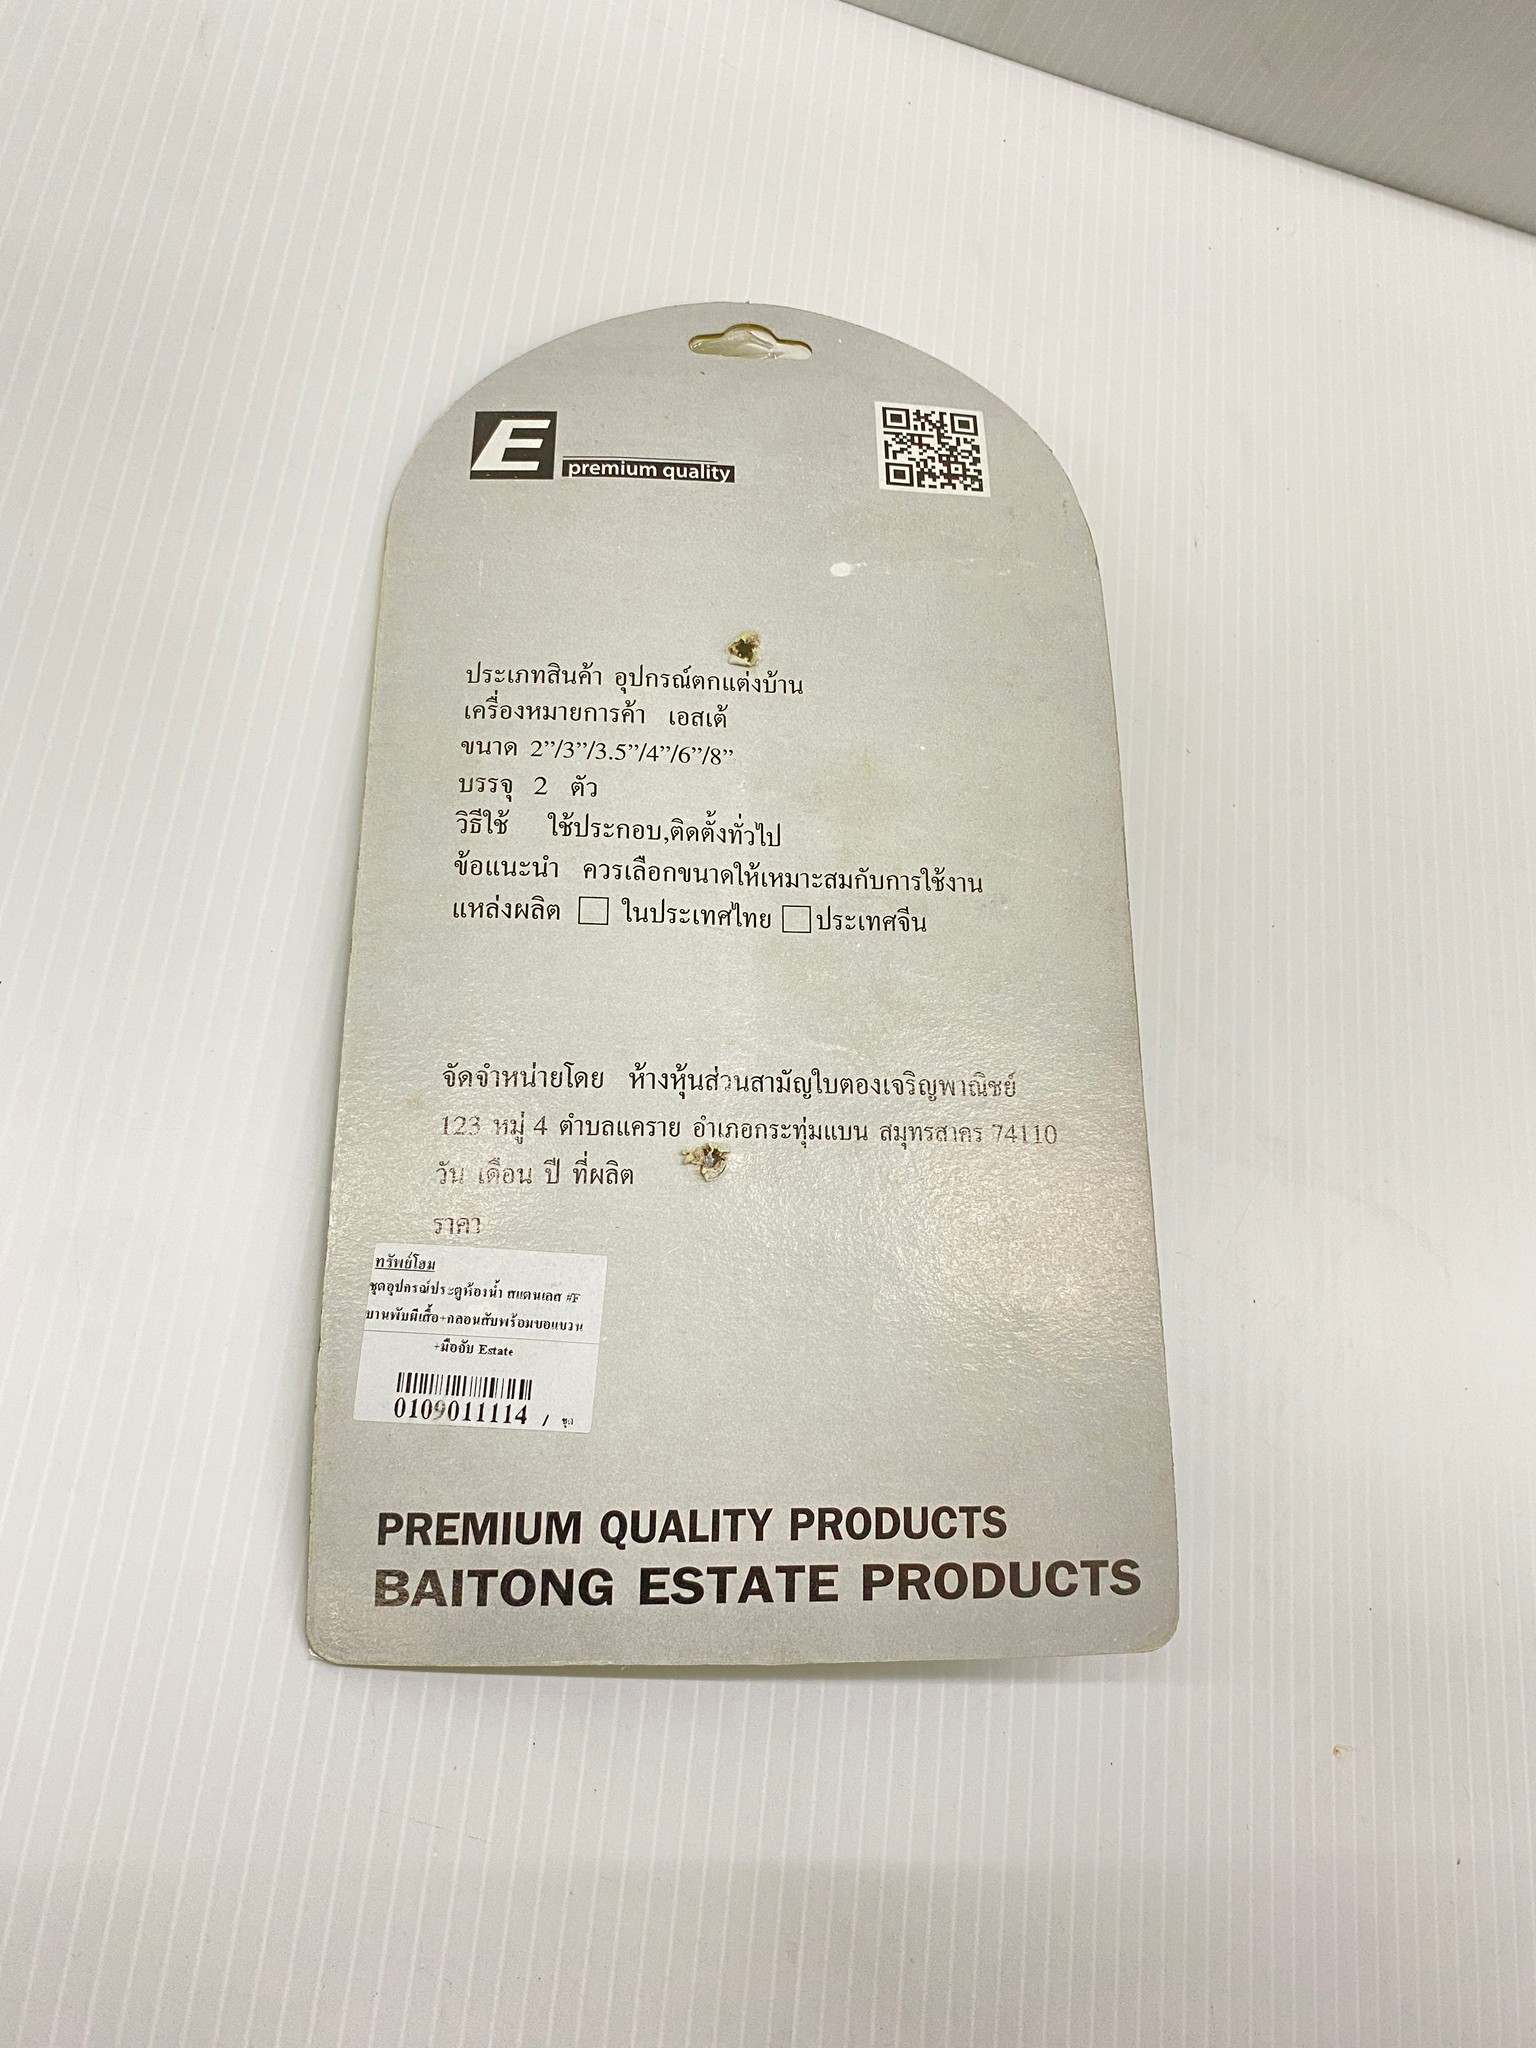 E
premium quality
ประเภทสินค้า อุปกรณ์ตกแต่งบ้าน
เครื่องหมายการค้า เอสเต้
ขนาด 2”/3”/3.5”/4”/6”/8”
บรรจุ 2 ตัว
วิธีใช้ ใช้ประกอบ,ติดตั้งทั่วไป
ข้อแนะนำ ควรเลือกขนาดให้เหมาะสมกับการใช้งาน
แหล่งผลิต ในประเทศไทย ประเทศจีน
จัดจำหน่ายโดย ห้างหุ้นส่วนสามัญใบตองเจริญพาณิชย์
123 หมู่ 4 ตำบลแคราย อำเภอกระทุ่มแบน สมุทรสาคร 74110
วัน เดือน ปี ที่ผลิต
ราคา
ทรัพย์โฮม
ชุดอุปกรณ์ประตูห้องน้ำ สแตนเลส #F
บานพับผีเสื้อ+กลอนสับพร้อมขอแขวน
+มือจับ Estate
0109011114 / ชุด
PREMIUM QUALITY PRODUCTS
BAITONG ESTATE PRODUCTS